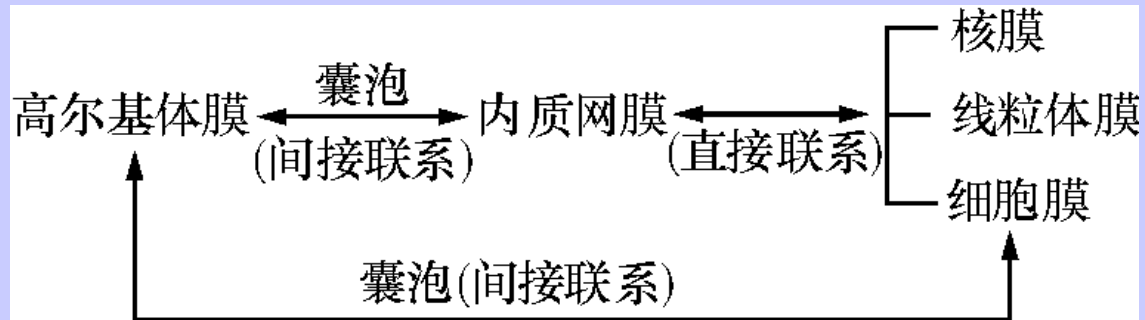 核膜
囊泡
高尔基体膜
内质网膜
线粒体膜
(间接联系)
(直接联系)
细胞膜
囊泡(间接联系)